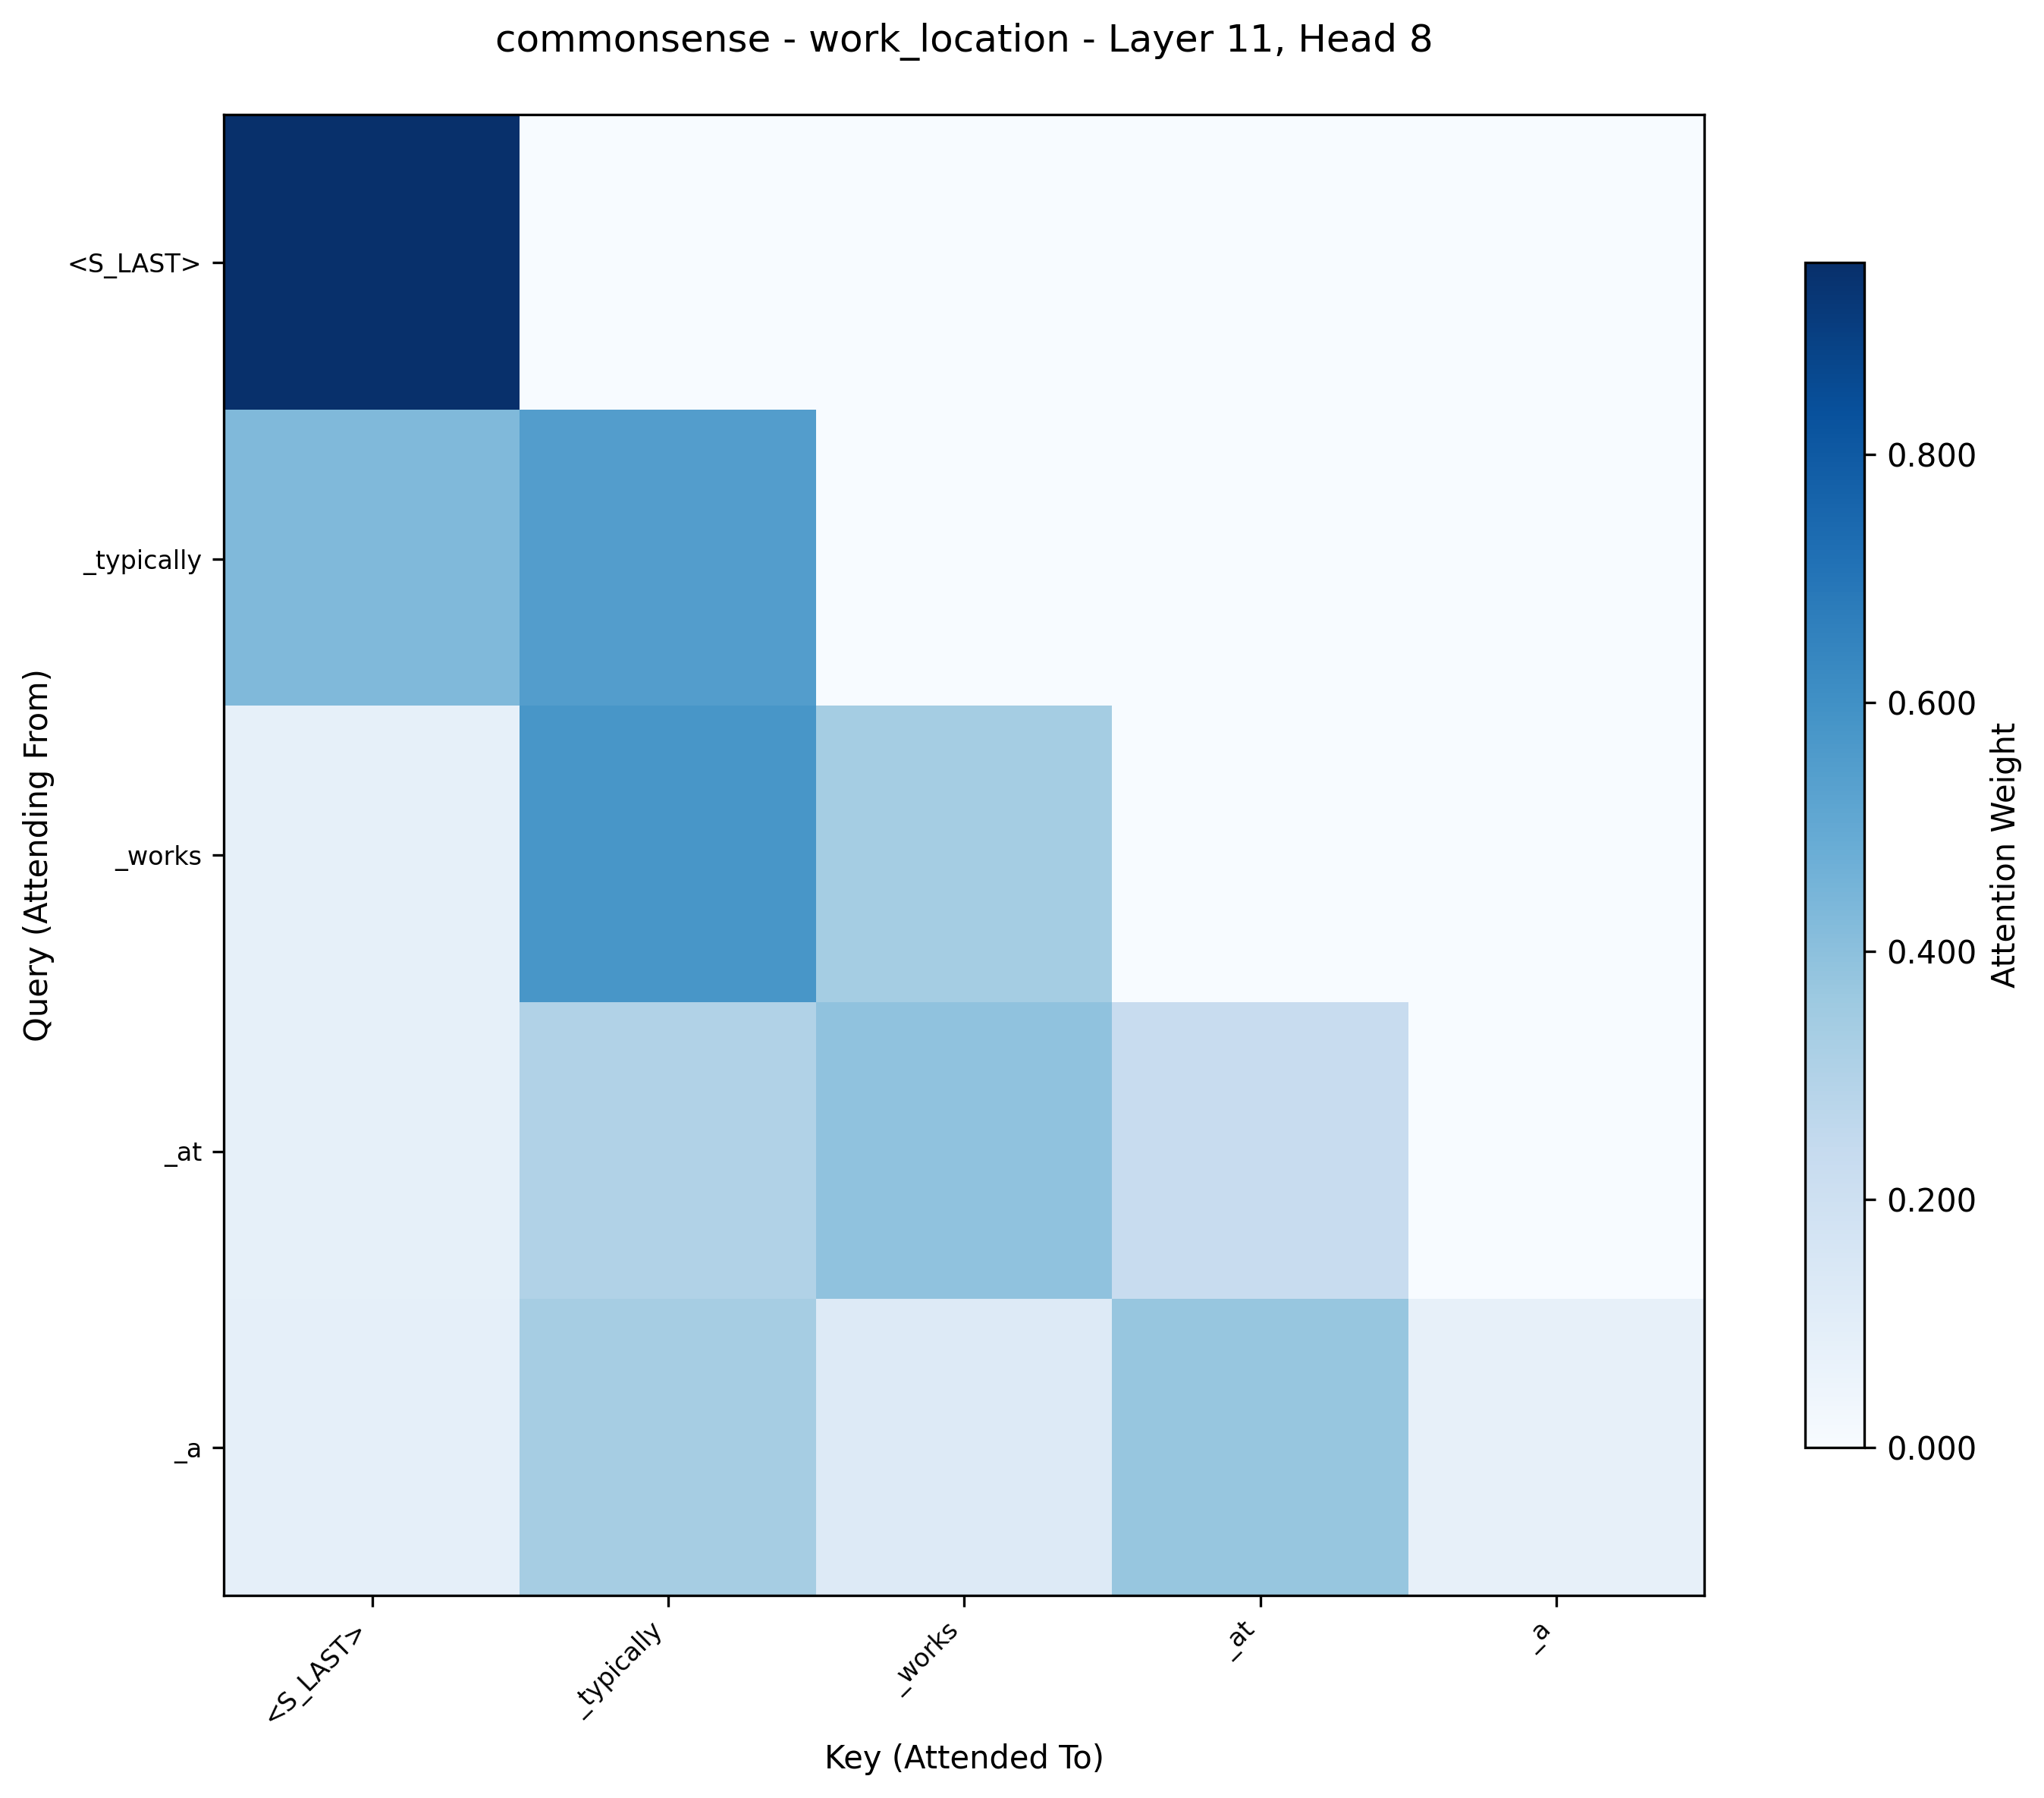 commonsense - work_location - Layer 11, Head 8
<S_LAST>
_typically
_works
_at
_a
Query (Attending From)
<S_LAST>
_typically
_works
_at
_a
Key (Attended To)
0.800
0.600
0.400
0.200
0.000
Attention Weight